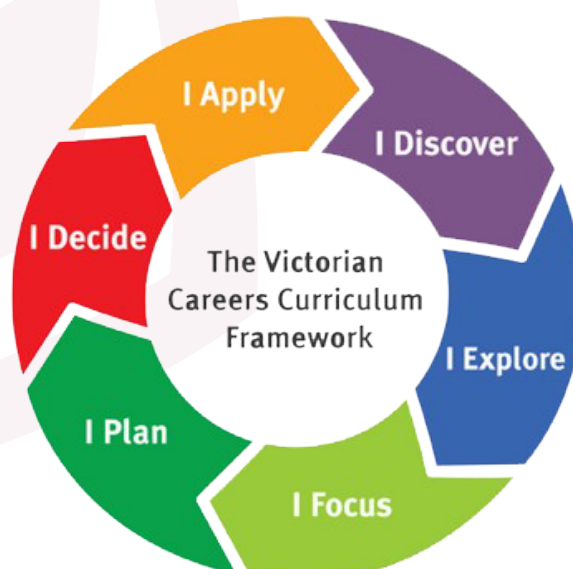 I Apply
I Discover
I Decide
The Victorian
Careers Curriculum
Framework
I Explore
I Plan
I Focus